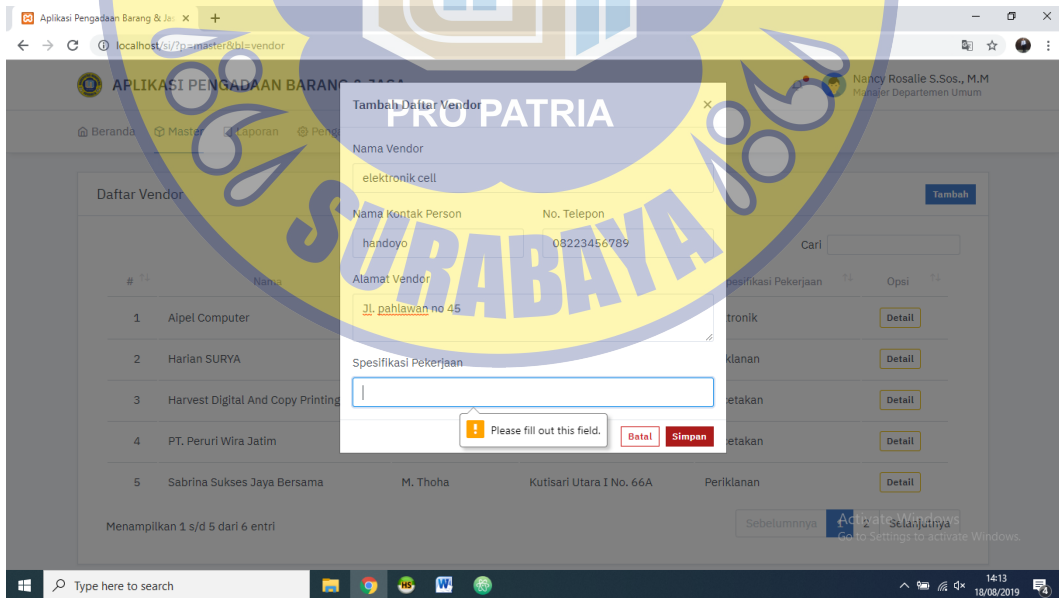 Aplikasi Pengadaan Barang & Ja
localhost/si/?p=master&bl=vendor
APLIKASI PENGADAAN BARANG & JASA
Nancy Rosalie S.Sos., M.M
Manajer Departemen Umum
Beranda Master Laporan
PRO PATRIA
SURABAYA
Tambah Daftar Vendor
Nama Vendor
elektronik cell
Nama Kontak Person No. Telepon
handoyo 08223456789
Alamat Vendor
Jl. pahlawan no 45
Spesifikasi Pekerjaan
Please fill out this field.
Batal Simpan
Daftar Vendor Tambah
Cari
# Nama Spesifikasi Pekerjaan Opsi
1 Alpel Computer Detail
2 Harian SURYA Detail
3 Harvest Digital And Copy Printing Detail
4 PT. Peruri Wira Jatim Detail
5 Sabrina Sukses Jaya Bersama M. Thoha Kutisari Utara I No. 66A Periklanan Detail
Menampilkan 1 s/d 5 dari 6 entri
Sebelumnnya 1 2 Selanjutnya
Activate Windows
Go to Settings to activate Windows.
Type here to search
HS
W
14:13
18/08/2019
4